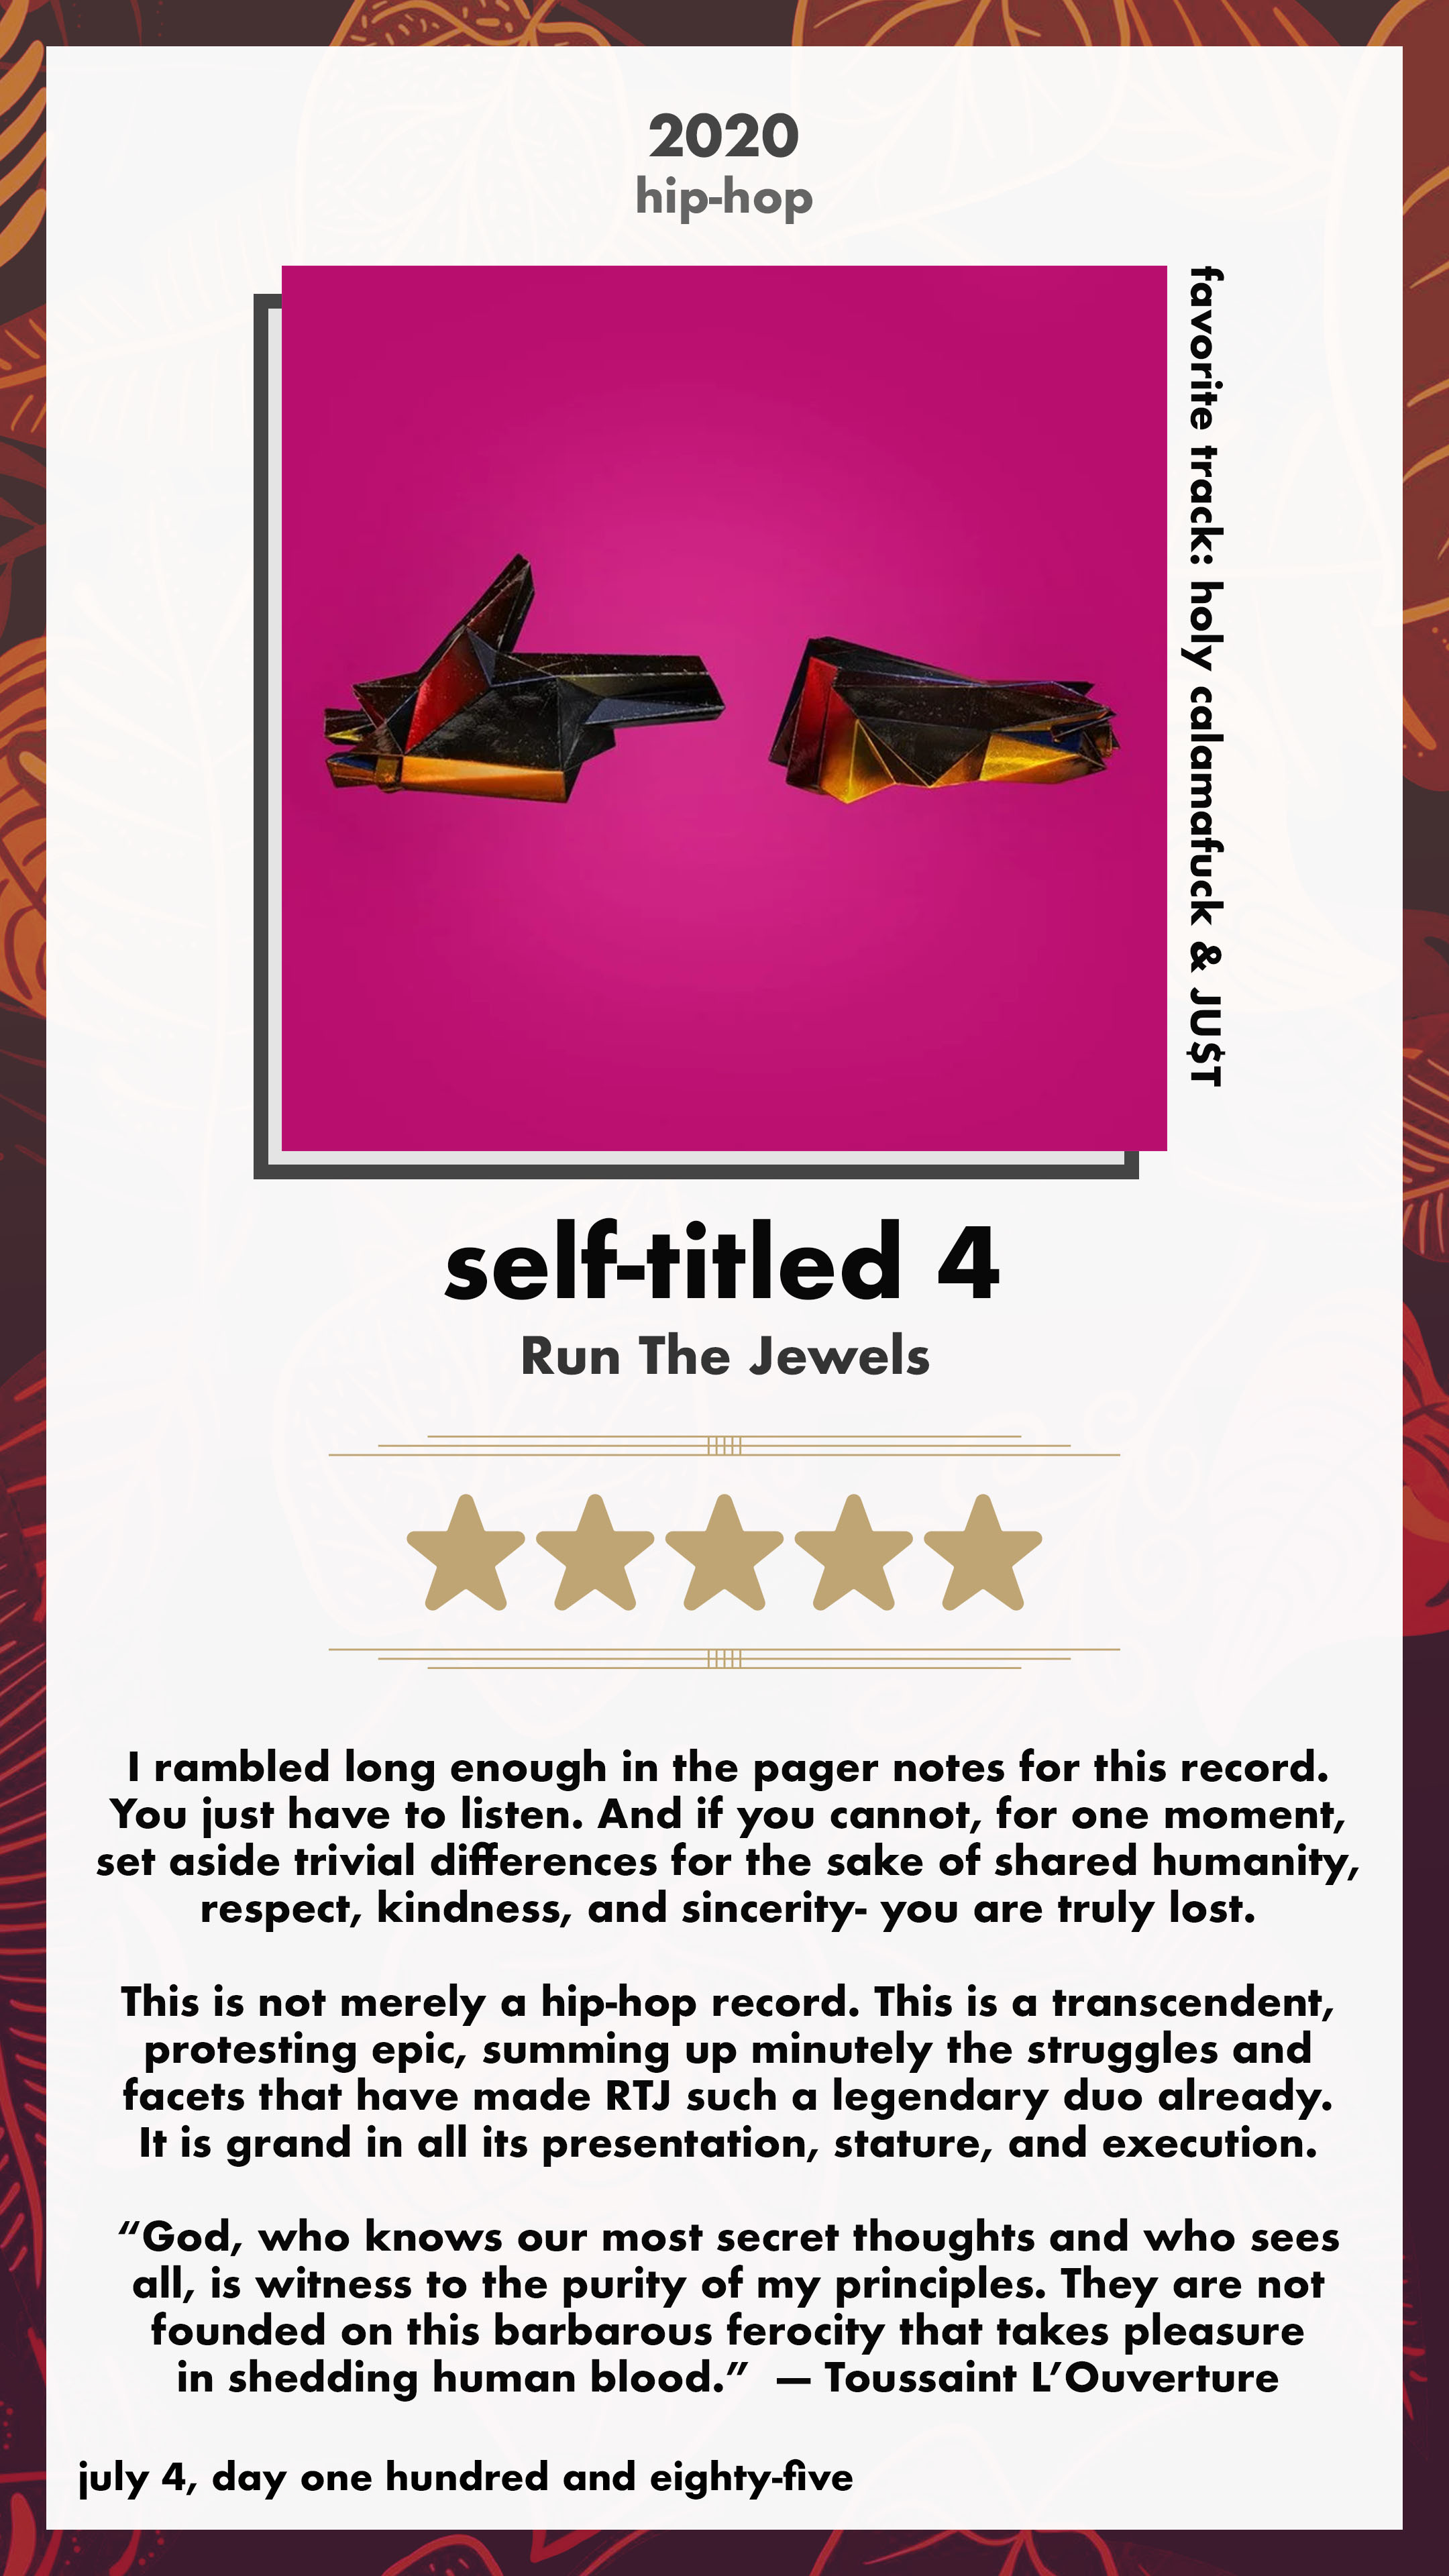 2020
hip-hop
favorite track: holy calamafuck & JU$T
self-titled 4
Run The Jewels
I rambled long enough in the pager notes for this record.
You just have to listen. And if you cannot, for one moment,
set aside trivial differences for the sake of shared humanity,
respect, kindness, and sincerity- you are truly lost.
This is not merely a hip-hop record. This is a transcendent,
protesting epic, summing up minutely the struggles and
facets that have made RTJ such a legendary duo already.
It is grand in all its presentation, stature, and execution.
“God, who knows our most secret thoughts and who sees
all, is witness to the purity of my principles. They are not
founded on this barbarous ferocity that takes pleasure
in shedding human blood.” — Toussaint L’Ouverture
july 4, day one hundred and eighty-five